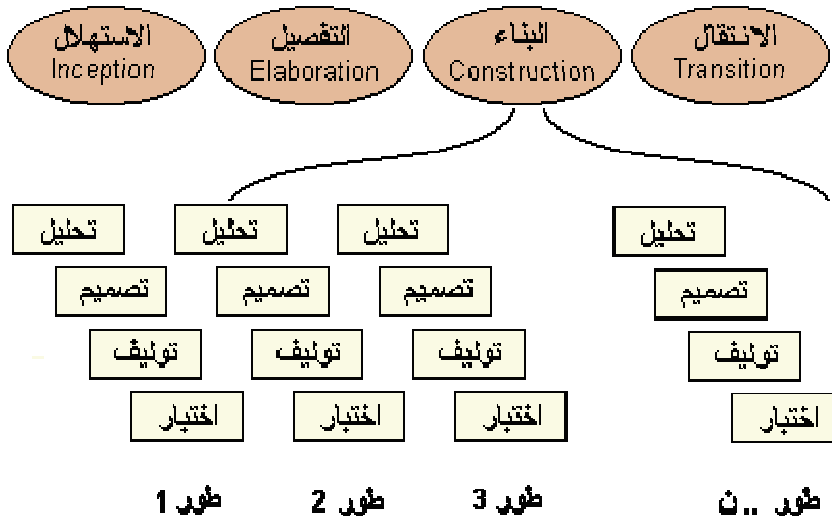 الاستهلال
Inception
التفصيل
Elaboration
البناء
Construction
الانتقال
Transition
تحليل
تصميم
توليف
اختبار
طور 1
تحليل
تصميم
توليف
اختبار
طور 2
تحليل
تصميم
توليف
اختبار
طور 3
تحليل
تصميم
توليف
اختبار
طور .. ن